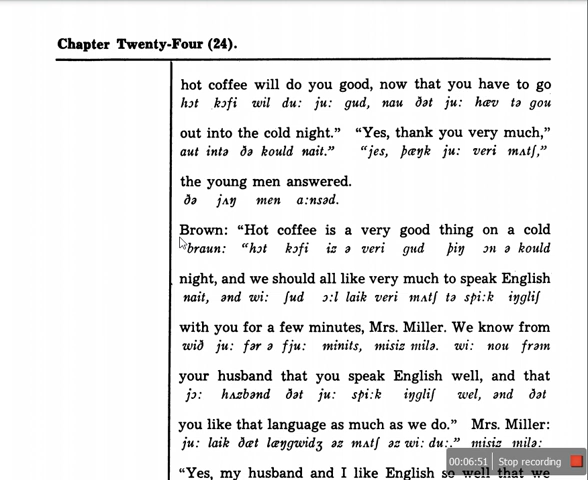 Chapter Twenty-Four (24).
hot coffee will do you good, now that you have to go
hɔt kɔfi wil du: ju: gud, nau ðət ju: hæv tə gou
out into the cold night.” “Yes, thank you very much,”
aut intə ðə kould nait.” “jes, þæŋk ju: veri mʌtʃ,”
the young men answered.
ðə jʌŋ men a:nsəd.
Brown: “Hot coffee is a very good thing on a cold
braun: “hɔt kɔfi iz ə veri gud þiŋ ɔn ə kould
night, and we should all like very much to speak English
nait, ənd wi: ʃud ɔ:l laik veri mʌtʃ tə spi:k iŋgliʃ
with you for a few minutes, Mrs. Miller. We know from
wið ju: fər ə fju: minits, misiz milə. wi: nou frəm
your husband that you speak English well, and that
jɔ: hʌzbənd ðət ju: spi:k iŋgliʃ wel, ənd ðət
you like that language as much as we do.” Mrs. Miller:
ju: laik ðæt læŋgwidʒ əz mʌtʃ əz wi: du:.” misiz milə:
“Yes, my husband and I like English so well that we
00:06:51 Stop recording